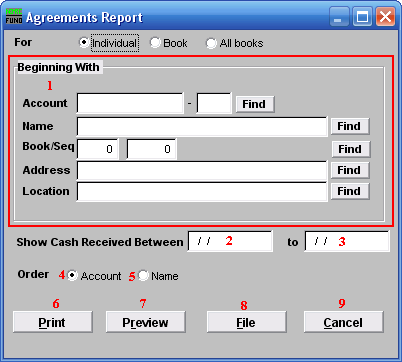 FUND Agreements Report
For Individual Book All books
Beginning With
1
Account - Find
Name Find
Book/Seq 0 0 Find
Address Find
Location Find
Show Cash Received Between / / 2 to / / 3
Order 4 Account 5 Name
6 7 8 9
Print Preview File Cancel